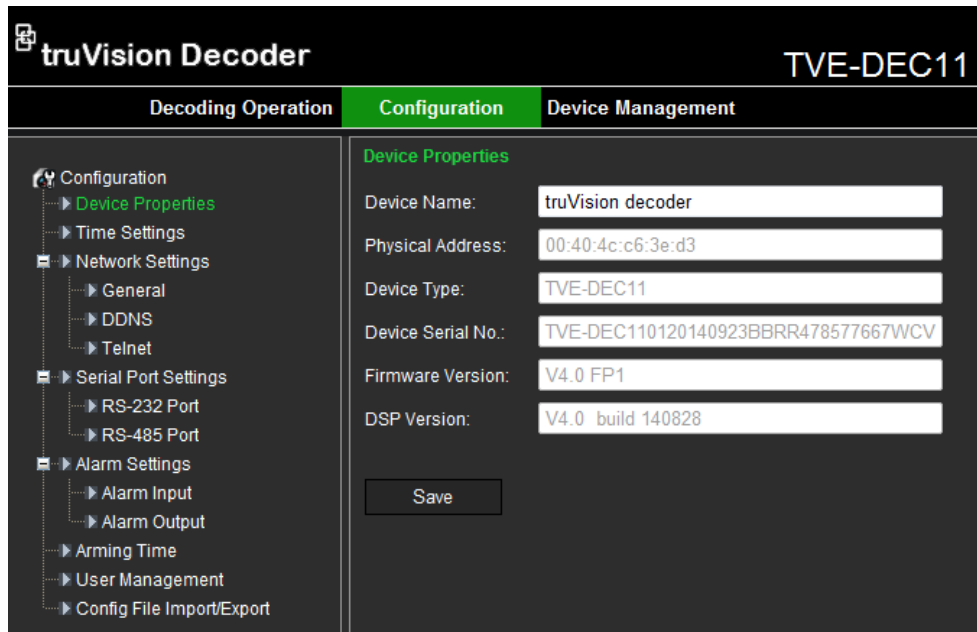 truVision Decoder
TVE-DEC11
Decoding Operation
Configuration
Device Management
Configuration
Device Properties
Time Settings
Network Settings
General
DDNS
Telnet
Serial Port Settings
RS-232 Port
RS-485 Port
Alarm Settings
Alarm Input
Alarm Output
Arming Time
User Management
Config File Import/Export
Device Properties
Device Name: truVision decoder
Physical Address: 00:40:4c:c6:3e:d3
Device Type: TVE-DEC11
Device Serial No.: TVE-DEC110120140923BBRR478577667WCV
Firmware Version: V4.0 FP1
DSP Version: V4.0 build 140828
Save